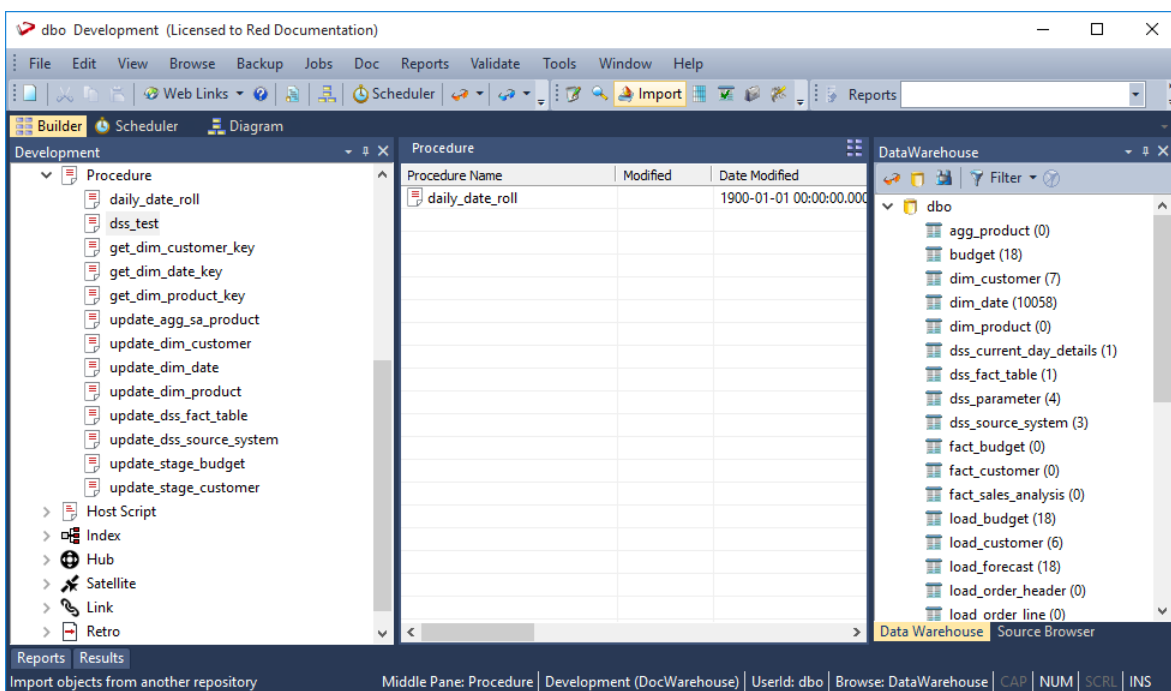 dbo Development (Licensed to Red Documentation)
File Edit View Browse Backup Jobs Doc Reports Validate Tools Window Help
Web Links Scheduler Import Reports
Builder Scheduler Diagram
Development
Procedure
daily_date_roll
dss_test
get_dim_customer_key
get_dim_date_key
get_dim_product_key
update_agg_sa_product
update_dim_customer
update_dim_date
update_dim_product
update_dss_fact_table
update_dss_source_system
update_stage_budget
update_stage_customer
Host Script
Index
Hub
Satellite
Link
Retro
Procedure
Procedure Name Modified Date Modified
daily_date_roll 1900-01-01 00:00:00.000
DataWarehouse
Filter
dbo
agg_product (0)
budget (18)
dim_customer (7)
dim_date (10058)
dim_product (0)
dss_current_day_details (1)
dss_fact_table (1)
dss_parameter (4)
dss_source_system (3)
fact_budget (0)
fact_customer (0)
fact_sales_analysis (0)
load_budget (18)
load_customer (6)
load_forecast (18)
load_order_header (0)
load_order_line (0)
Data Warehouse Source Browser
Reports Results
Import objects from another repository Middle Pane: Procedure Development (DocWarehouse) UserId: dbo Browse: DataWarehouse CAP NUM SCRL INS